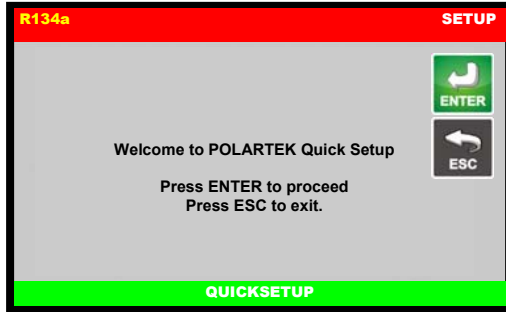 R134a SETUP
ENTER
ESC
Welcome to POLARTEK Quick Setup
Press ENTER to proceed
Press ESC to exit.
QUICKSETUP